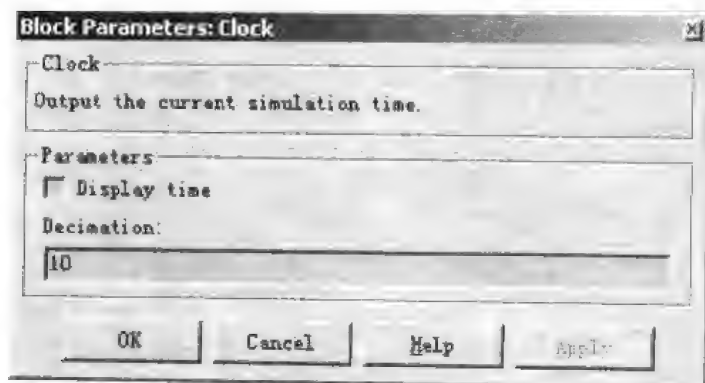 Block Parameters: Clock
Clock
Output the current simulation time.
Parameters
Display time
Decimation:
10
OK Cancel Help Apply